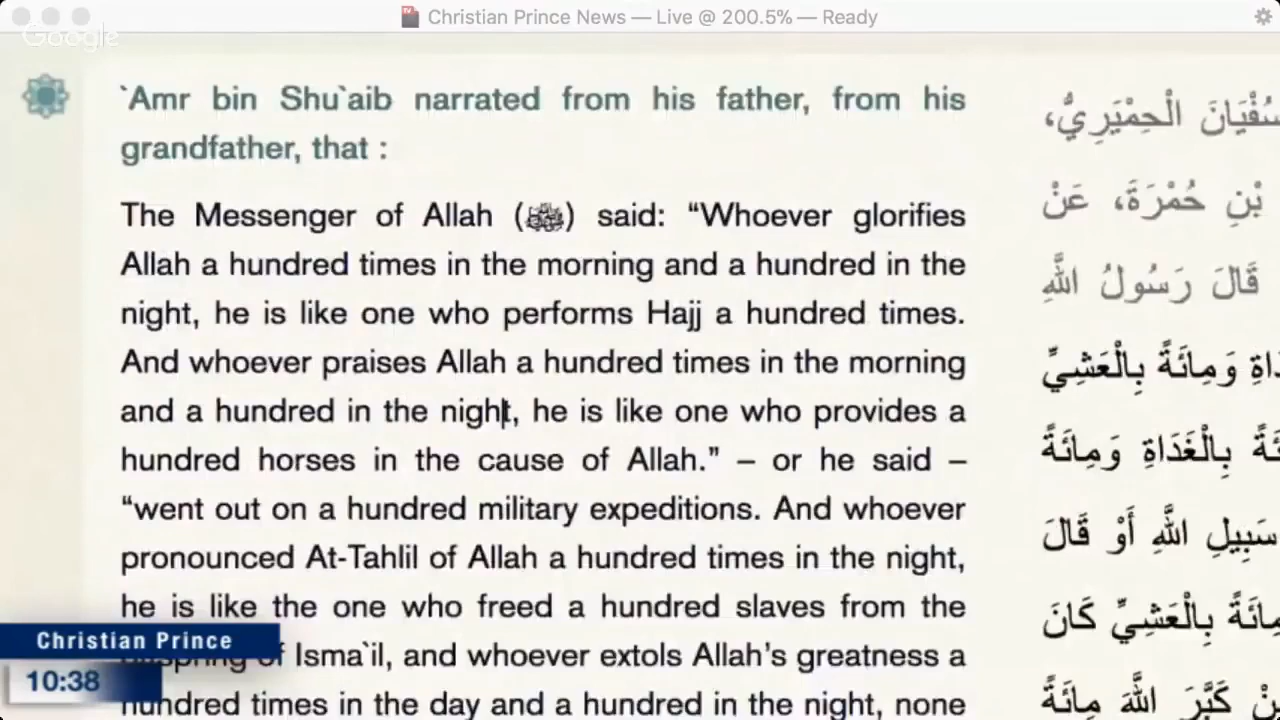 Christian Prince News — Live @ 200.5% — Ready
Google
`Amr bin Shu`aib narrated from his father, from his
grandfather, that :
The Messenger of Allah (ﷺ) said: “Whoever glorifies
Allah a hundred times in the morning and a hundred in the
night, he is like one who performs Hajj a hundred times.
And whoever praises Allah a hundred times in the morning
and a hundred in the night, he is like one who provides a
hundred horses in the cause of Allah.” – or he said –
“went out on a hundred military expeditions. And whoever
pronounced At-Tahlil of Allah a hundred times in the night,
he is like the one who freed a hundred slaves from the
offspring of Isma`il, and whoever extols Allah’s greatness a
hundred times in the day and a hundred in the night, none
سُفْيَانَ الْحِمْيَرِيُّ،
بْنِ حُمْرَةَ، عَنْ
قَالَ رَسُولُ اللَّهِ
وَمِائَةً بِالْعَشِيِّ
بِالْغَدَاةِ وَمِائَةً
سَبِيلِ اللَّهِ أَوْ قَالَ
بِالْعَشِيِّ كَانَ
كَبَّرَ اللَّهَ مِائَةً
Christian Prince
10:38